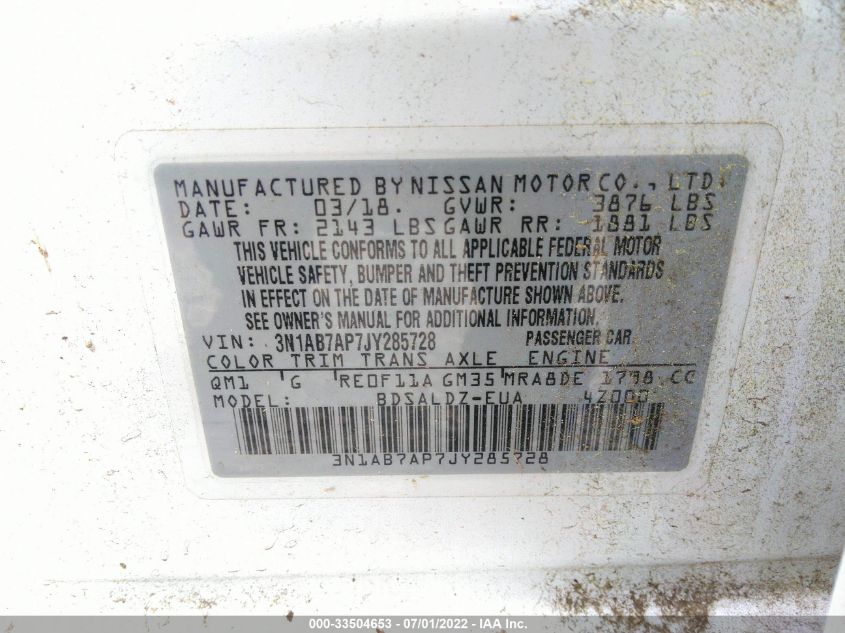 MANUFACTURED BY NISSAN MOTOR CO., LTD.
DATE: 03/18. GVWR: 3876 LBS
GAWR FR: 2143 LBS GAWR RR: 1881 LBS
THIS VEHICLE CONFORMS TO ALL APPLICABLE FEDERAL MOTOR
VEHICLE SAFETY, BUMPER AND THEFT PREVENTION STANDARDS
IN EFFECT ON THE DATE OF MANUFACTURE SHOWN ABOVE.
SEE OWNER'S MANUAL FOR ADDITIONAL INFORMATION.
VIN: 3N1AB7AP7JY285728 PASSENGER CAR
COLOR TRIM TRANS AXLE ENGINE
QM1 G RE0F11A GM35 MRA8DE 1798 CC
MODEL: BDSALDZ-EUA 4Z000
3N1AB7AP7JY285728
000-33504653 / 07/01/2022 - © IAA Inc.